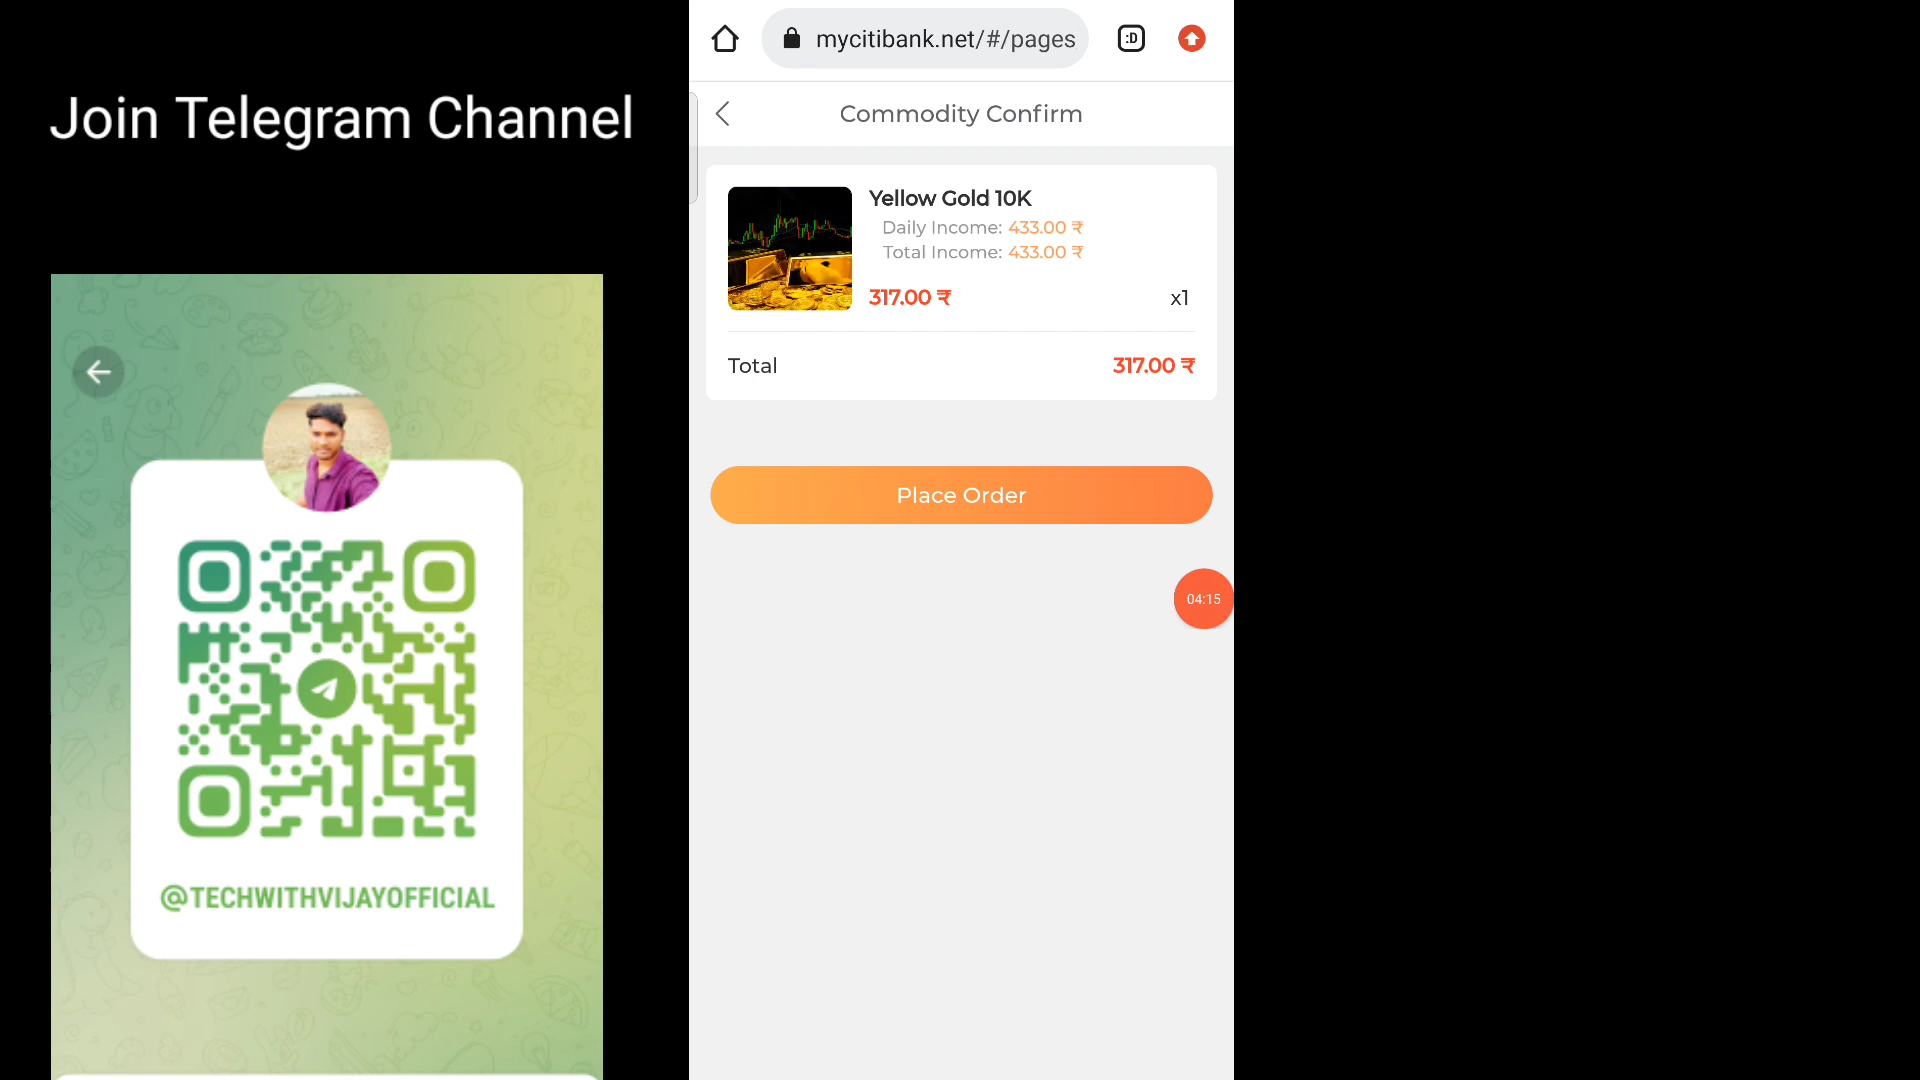 Join Telegram Channel
@TECHWITHVIJAYOFFICIAL
mycitibank.net/#/pages
:D
Commodity Confirm
Yellow Gold 10K
Daily Income: 433.00 ₹
Total Income: 433.00 ₹
317.00 ₹ x1
Total 317.00 ₹
Place Order
04:15